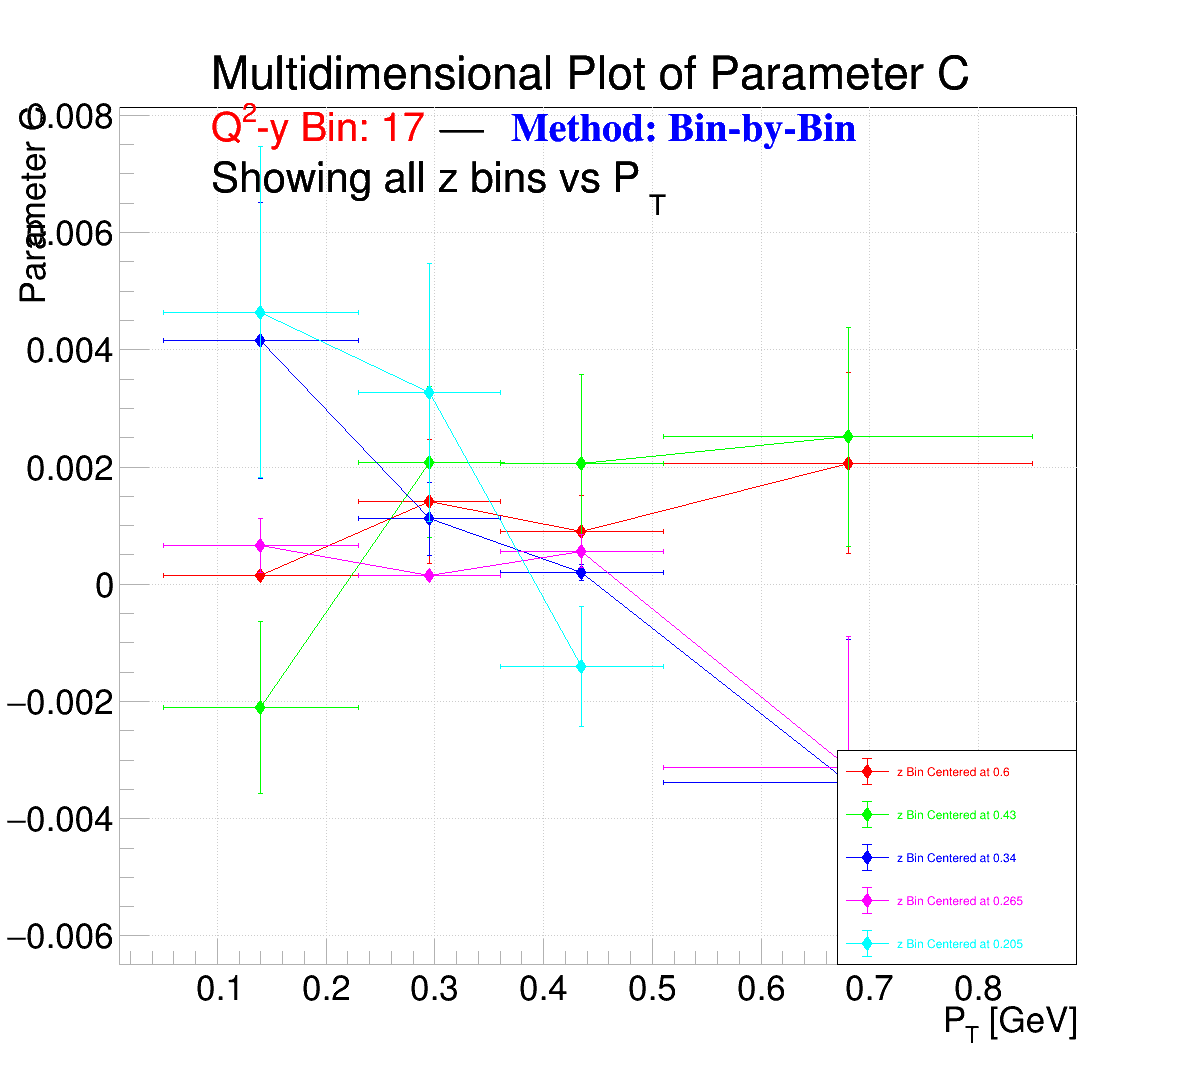 Multidimensional Plot of Parameter C
Q2-y Bin: 17 — Method: Bin-by-Bin
Showing all z bins vs PT
Parameter C
0.008
0.006
0.004
0.002
0
−0.002
−0.004
−0.006
0.1 0.2 0.3 0.4 0.5 0.6 0.7 0.8
PT [GeV]
z Bin Centered at 0.6
z Bin Centered at 0.43
z Bin Centered at 0.34
z Bin Centered at 0.265
z Bin Centered at 0.205